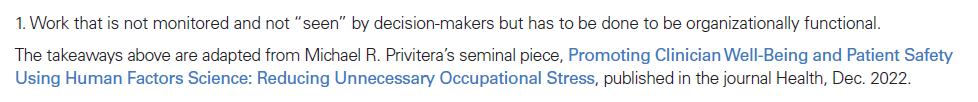 1. Work that is not monitored and not “seen” by decision-makers but has to be done to be organizationally functional.
The takeaways above are adapted from Michael R. Privitera’s seminal piece, Promoting Clinician Well-Being and Patient Safety
Using Human Factors Science: Reducing Unnecessary Occupational Stress, published in the journal Health, Dec. 2022.